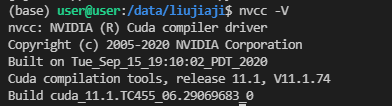 (base) user@user:/data/liujiaji$ nvcc -V
nvcc: NVIDIA (R) Cuda compiler driver
Copyright (c) 2005-2020 NVIDIA Corporation
Built on Tue_Sep_15_19:10:02_PDT_2020
Cuda compilation tools, release 11.1, V11.1.74
Build cuda_11.1.TC455_06.29069683_0